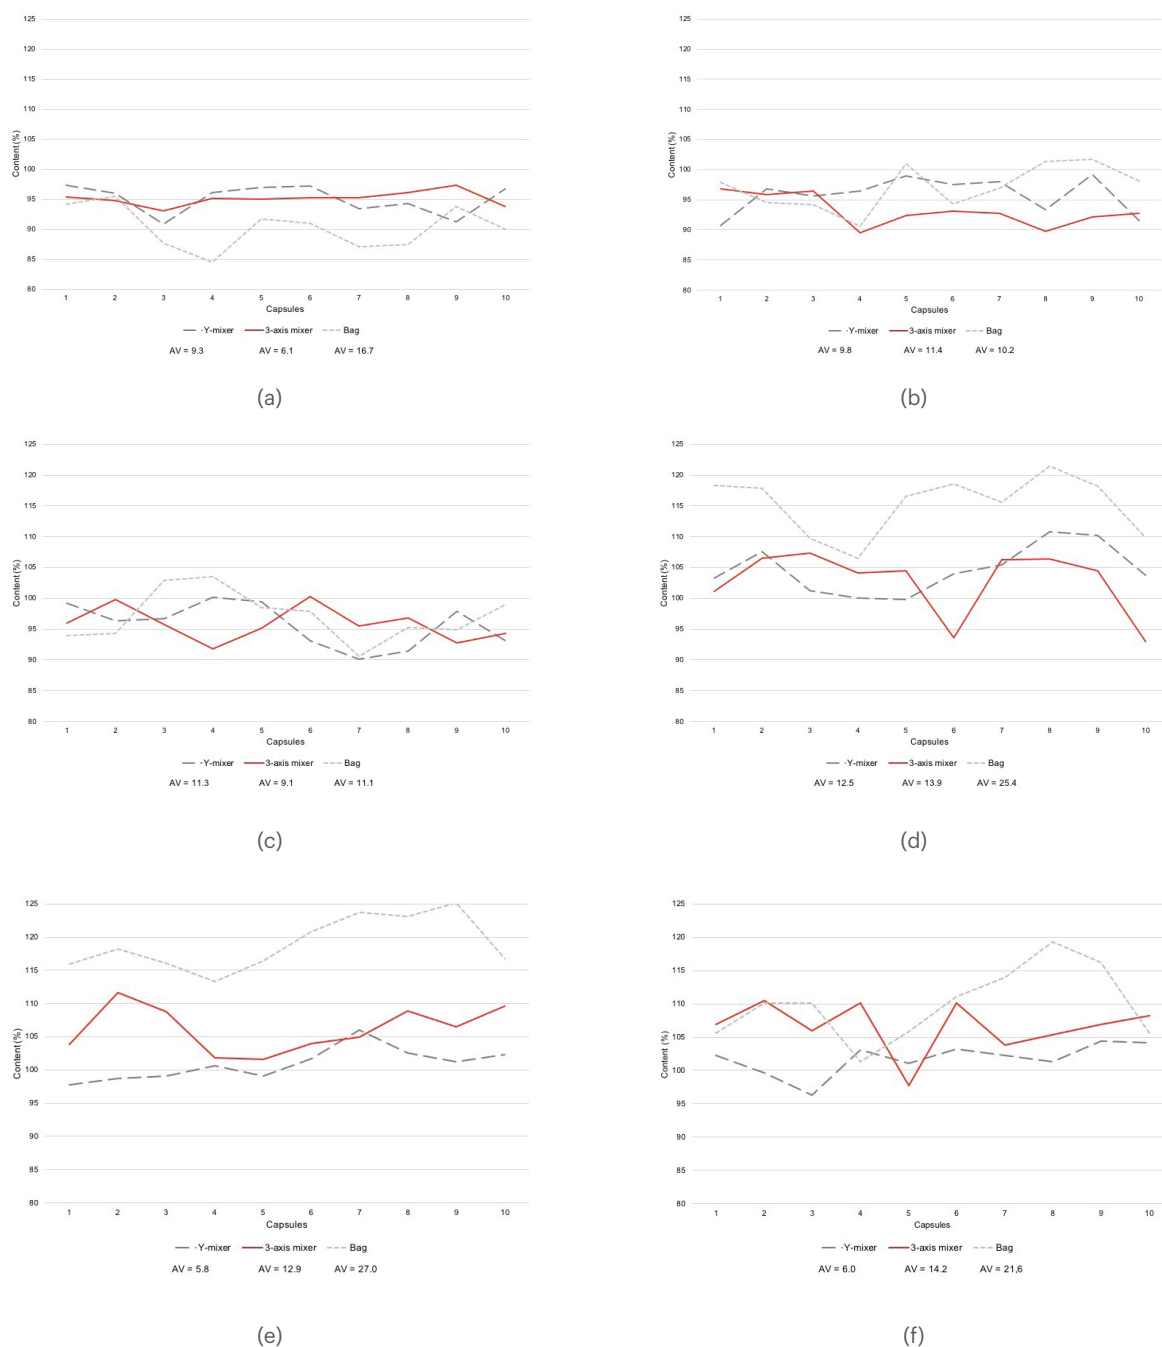 125
120
115
110
105
100
95
90
85
80
Content (%)
1 2 3 4 5 6 7 8 9 10
Capsules
Y-mixer 3-axis mixer Bag
AV = 9.3 AV = 6.1 AV = 16.7
(a)
125
120
115
110
105
100
95
90
85
80
Content (%)
1 2 3 4 5 6 7 8 9 10
Capsules
Y-mixer 3-axis mixer Bag
AV = 9.8 AV = 11.4 AV = 10.2
(b)
125
120
115
110
105
100
95
90
85
80
Content (%)
1 2 3 4 5 6 7 8 9 10
Capsules
Y-mixer 3-axis mixer Bag
AV = 11.3 AV = 9.1 AV = 11.1
(c)
125
120
115
110
105
100
95
90
85
80
Content (%)
1 2 3 4 5 6 7 8 9 10
Capsules
Y-mixer 3-axis mixer Bag
AV = 12.5 AV = 13.9 AV = 25.4
(d)
125
120
115
110
105
100
95
90
85
80
Content (%)
1 2 3 4 5 6 7 8 9 10
Capsules
Y-mixer 3-axis mixer Bag
AV = 5.8 AV = 12.9 AV = 27.0
(e)
125
120
115
110
105
100
95
90
85
80
Content (%)
1 2 3 4 5 6 7 8 9 10
Capsules
Y-mixer 3-axis mixer Bag
AV = 6.0 AV = 14.2 AV = 21,6
(f)